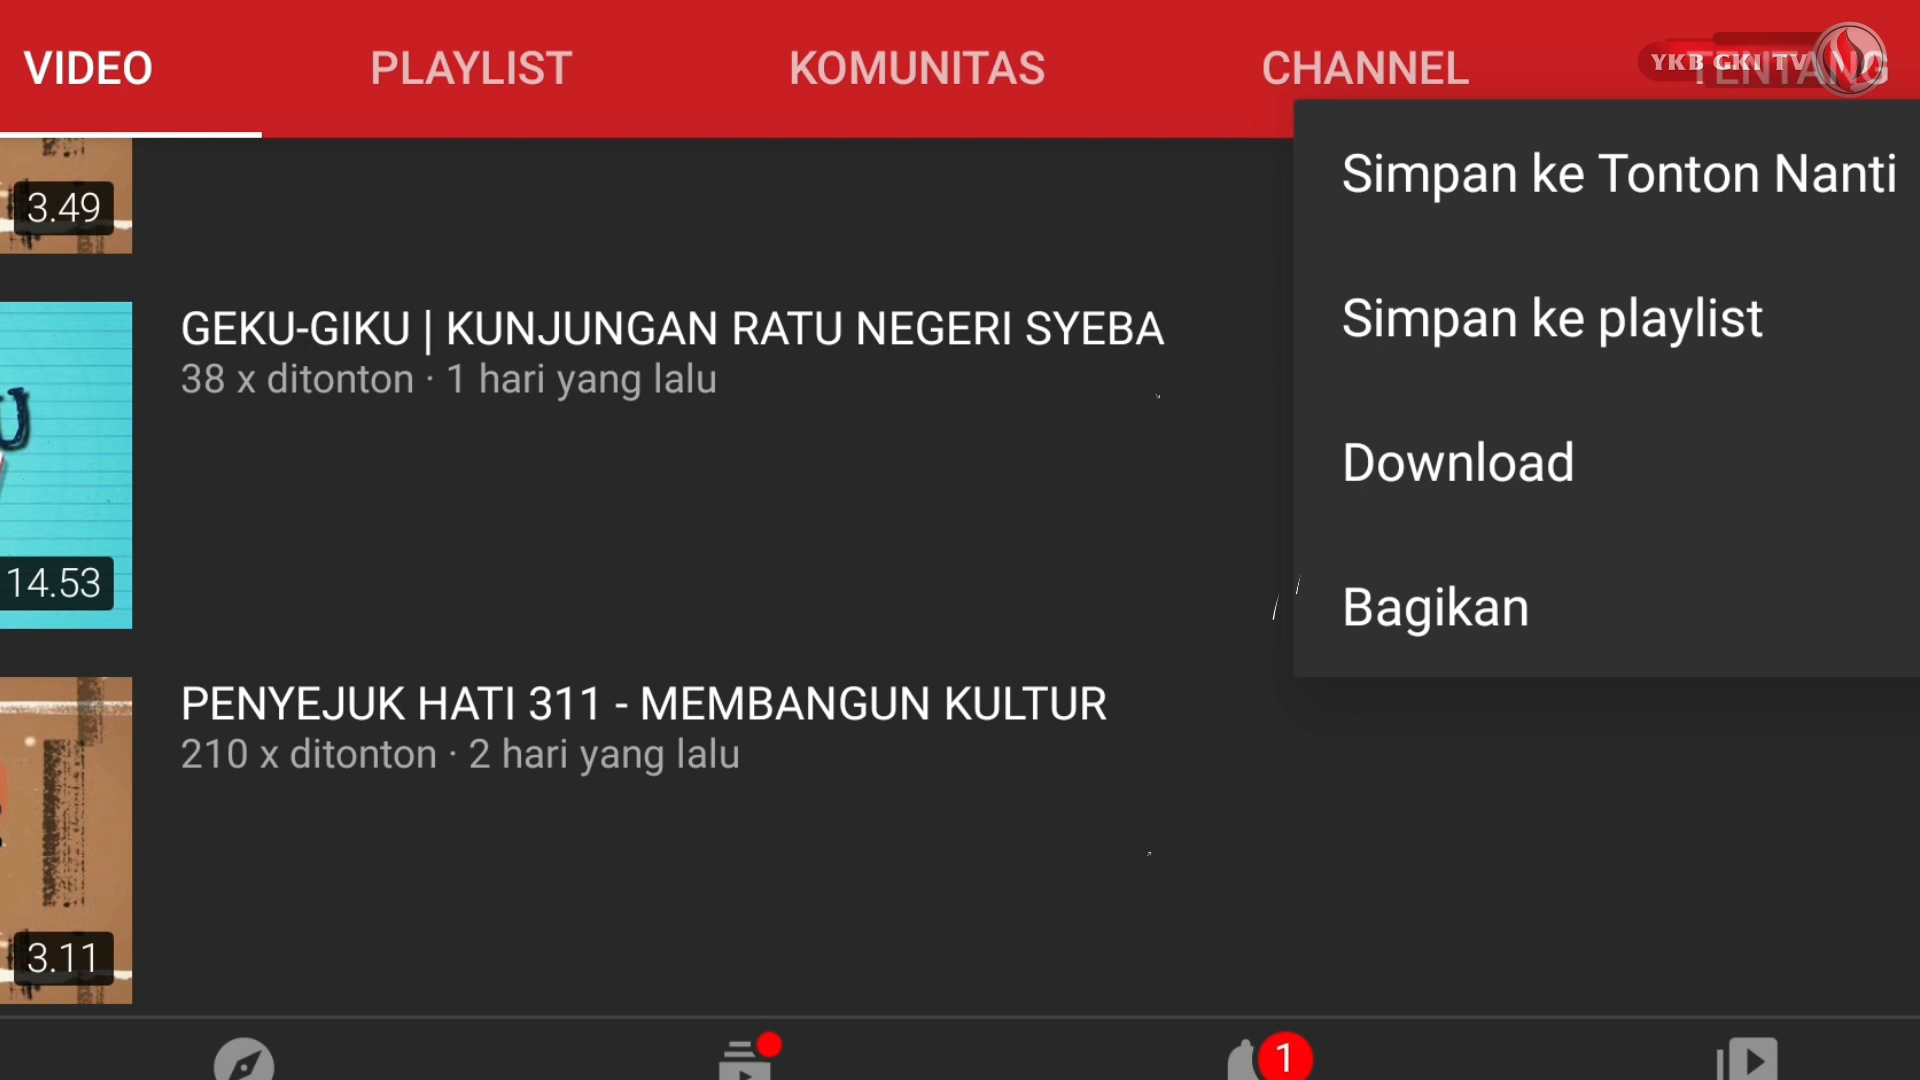 VIDEO PLAYLIST KOMUNITAS CHANNEL TENTANG
YKB GKI TV
Simpan ke Tonton Nanti
3.49
GEKU-GIKU | KUNJUNGAN RATU NEGERI SYEBA
Simpan ke playlist
38 x ditonton · 1 hari yang lalu
Download
14.53
Bagikan
PENYEJUK HATI 311 - MEMBANGUN KULTUR
210 x ditonton · 2 hari yang lalu
3.11
1